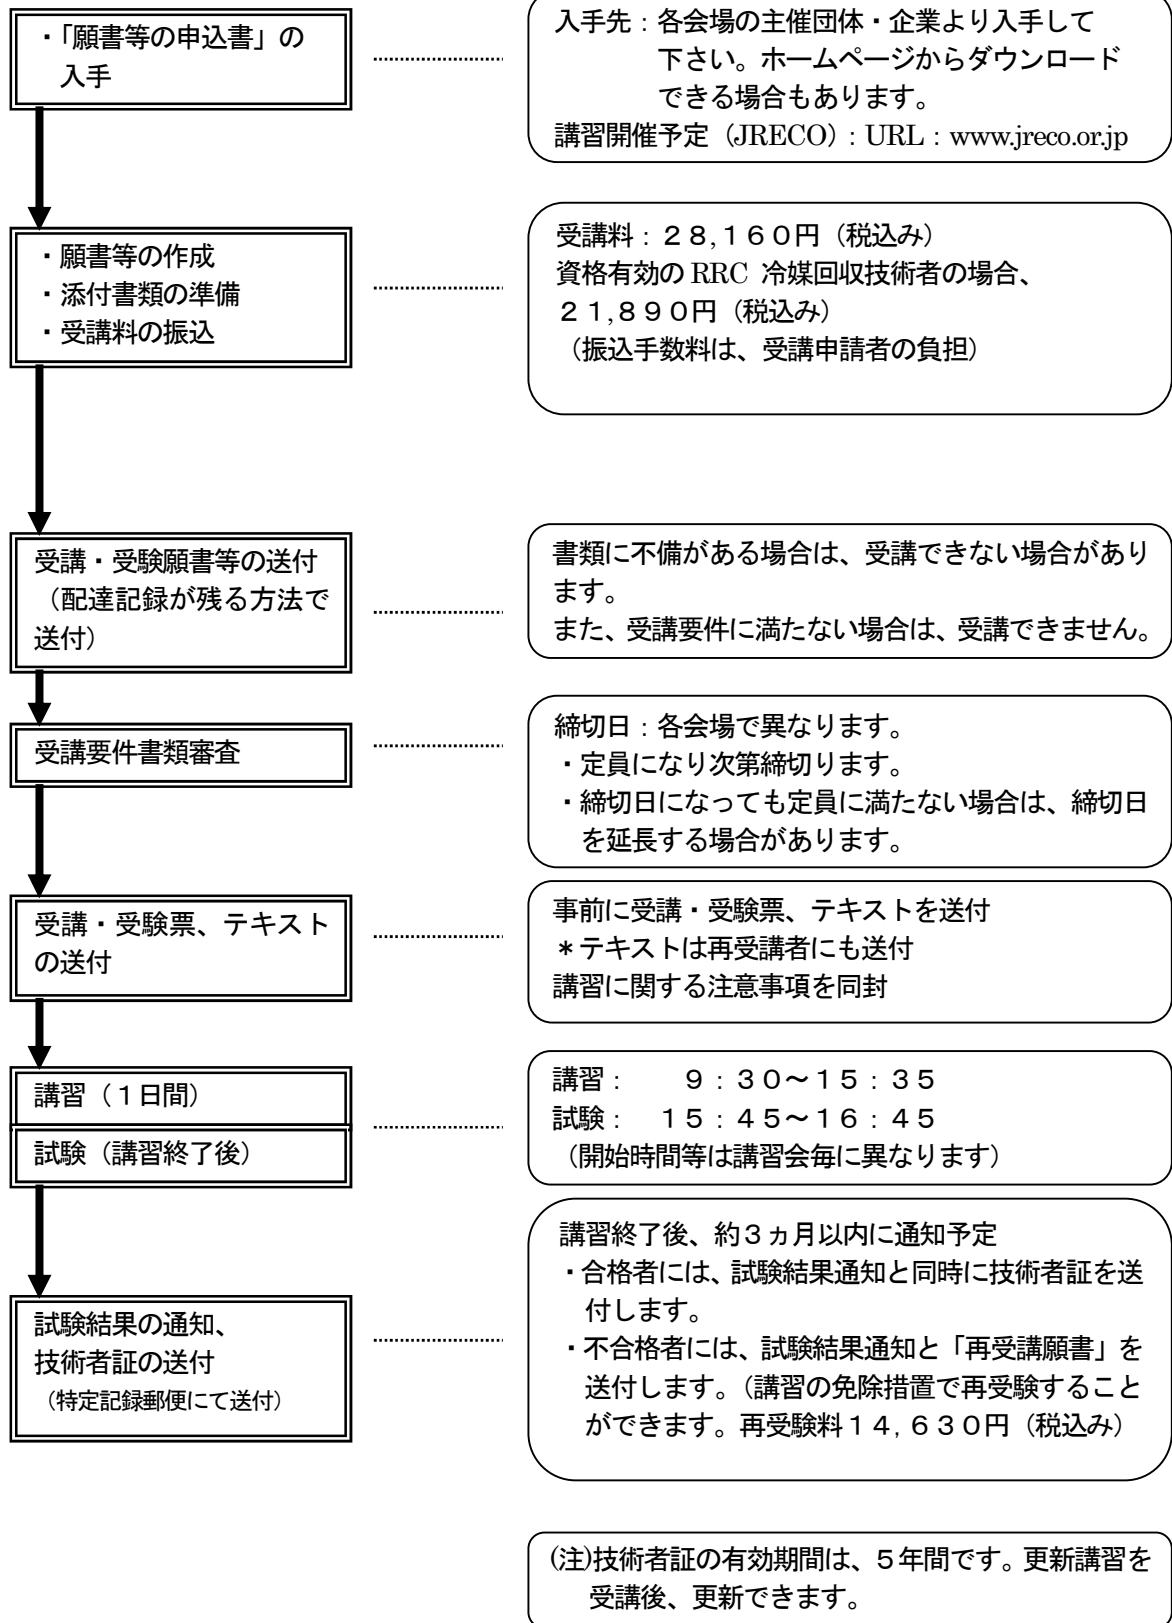 ・「願書等の申込書」の
入手
入手先：各会場の主催団体・企業より入手して
下さい。ホームページからダウンロード
できる場合もあります。
講習開催予定（JRECO）：URL：www.jreco.or.jp
・願書等の作成
・添付書類の準備
・受講料の振込
受講料：２８,１６０円（税込み）
資格有効の RRC 冷媒回収技術者の場合、
２１,８９０円（税込み）
（振込手数料は、受講申請者の負担）
受講・受験願書等の送付
（配達記録が残る方法で
送付）
書類に不備がある場合は、受講できない場合があり
ます。
また、受講要件に満たない場合は、受講できません。
受講要件書類審査
締切日：各会場で異なります。
・定員になり次第締切ります。
・締切日になっても定員に満たない場合は、締切日
を延長する場合があります。
受講・受験票、テキスト
の送付
事前に受講・受験票、テキストを送付
＊テキストは再受講者にも送付
講習に関する注意事項を同封
講習（１日間）
試験（講習終了後）
講習：　９：３０～１５：３５
試験：　１５：４５～１６：４５
（開始時間等は講習会毎に異なります）
試験結果の通知、
技術者証の送付
（特定記録郵便にて送付）
講習終了後、約３ヵ月以内に通知予定
・合格者には、試験結果通知と同時に技術者証を送
付します。
・不合格者には、試験結果通知と「再受講願書」を
送付します。（講習の免除措置で再受験すること
ができます。再受験料１４,６３０円（税込み）
(注)技術者証の有効期間は、５年間です。更新講習を
受講後、更新できます。